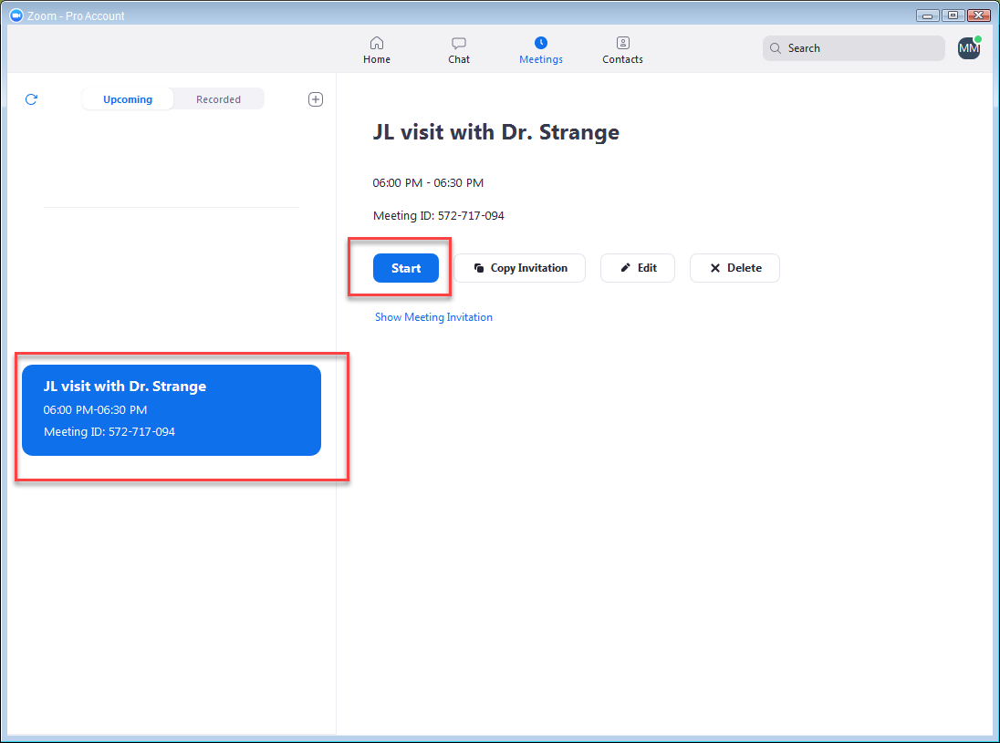 Zoom - Pro Account
Home
Chat
Meetings
Contacts
Search
MM
Upcoming
Recorded
JL visit with Dr. Strange
06:00 PM - 06:30 PM
Meeting ID: 572-717-094
Start
Copy Invitation
Edit
Delete
Show Meeting Invitation
JL visit with Dr. Strange
06:00 PM-06:30 PM
Meeting ID: 572-717-094